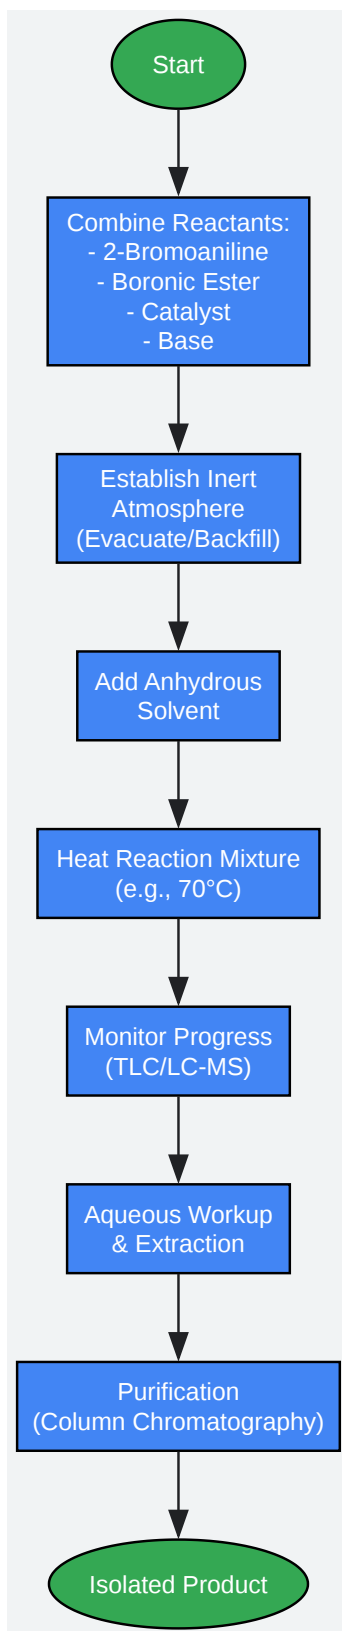 Start
Combine Reactants:
- 2-Bromoaniline
- Boronic Ester
- Catalyst
- Base
Establish Inert
Atmosphere
(Evacuate/Backfill)
Add Anhydrous
Solvent
Heat Reaction Mixture
(e.g., 70°C)
Monitor Progress
(TLC/LC-MS)
Aqueous Workup
& Extraction
Purification
(Column Chromatography)
Isolated Product